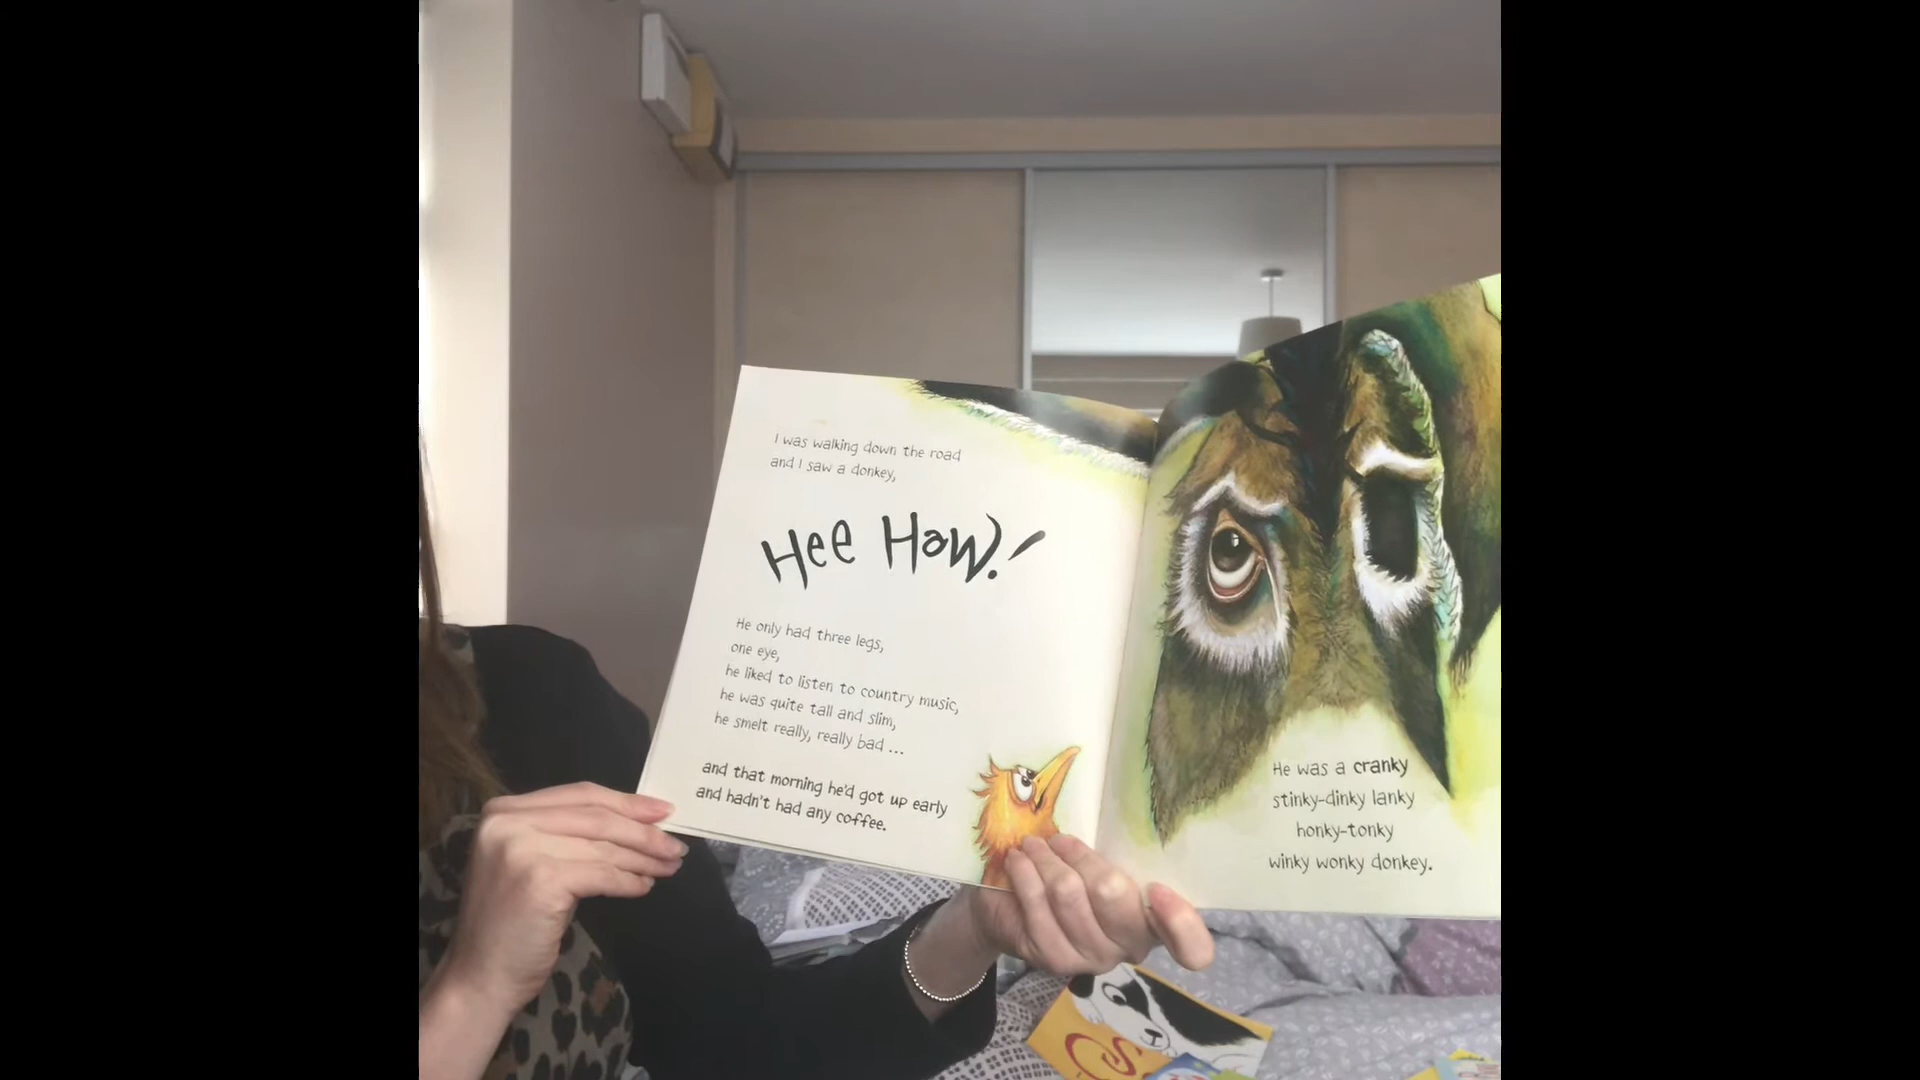 I was walking down the road
and I saw a donkey,
Hee Haw!
He only had three legs,
one eye,
he liked to listen to country music,
he was quite tall and slim,
he smelt really, really bad ...
and that morning he'd got up early
and hadn't had any coffee.
He was a cranky
stinky-dinky lanky
honky-tonky
winky wonky donkey.